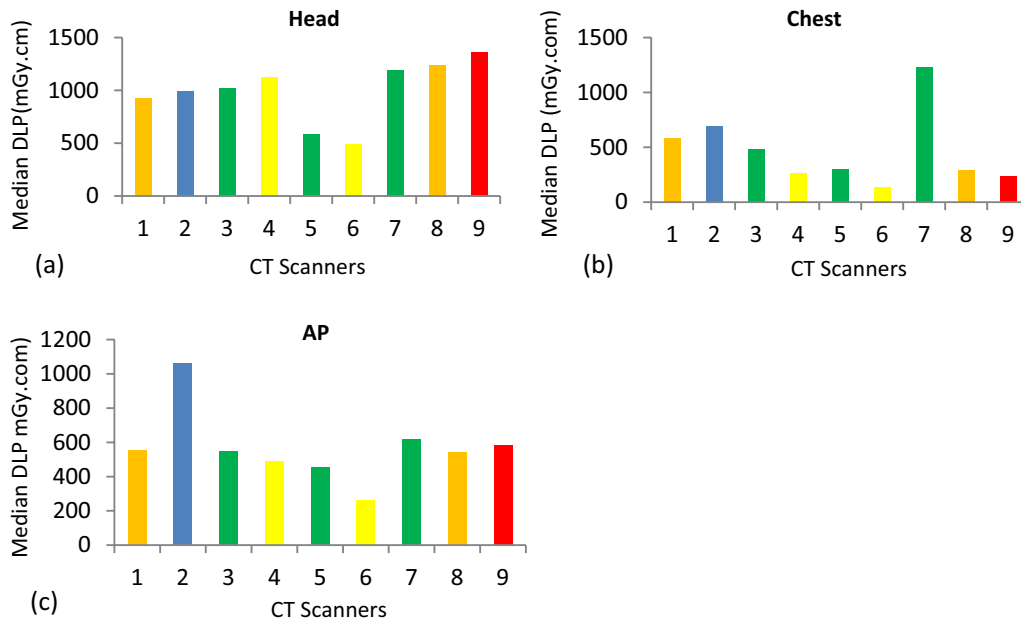 Head
Median DLP(mGy.cm)
1500
1000
500
0
1 2 3 4 5 6 7 8 9
CT Scanners
(a)
Chest
Median DLP (mGy.com)
1500
1000
500
0
1 2 3 4 5 6 7 8 9
CT Scanners
(b)
AP
Median DLP mGy.com)
1200
1000
800
600
400
200
0
1 2 3 4 5 6 7 8 9
CT Scanners
(c)